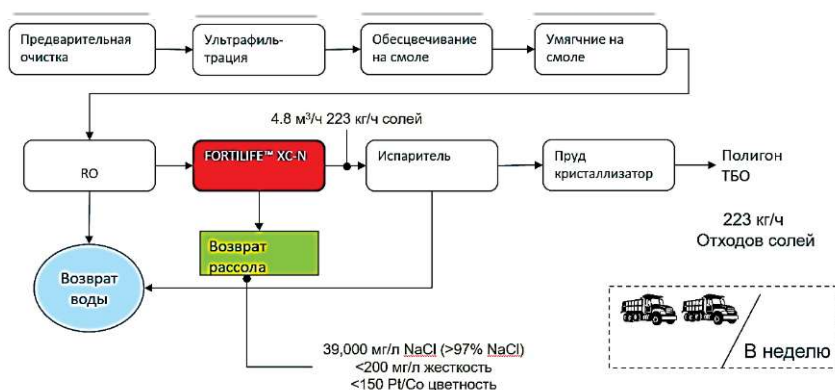 Предварительная
очистка
Ультрафильт-
трация
Обесцвечивание
на смоле
Умягчние на
смоле
4.8 м³/ч 223 кг/ч солей
RO
FORTILIFE™ XC-N
Испаритель
Пруд
кристаллизатор
Полигон
ТБО
223 кг/ч
Отходов солей
Возврат
рассола
Возврат
воды
В неделю
39,000 мг/л NaCl (>97% NaCl)
<200 мг/л жесткость
<150 Pt/Co цветность